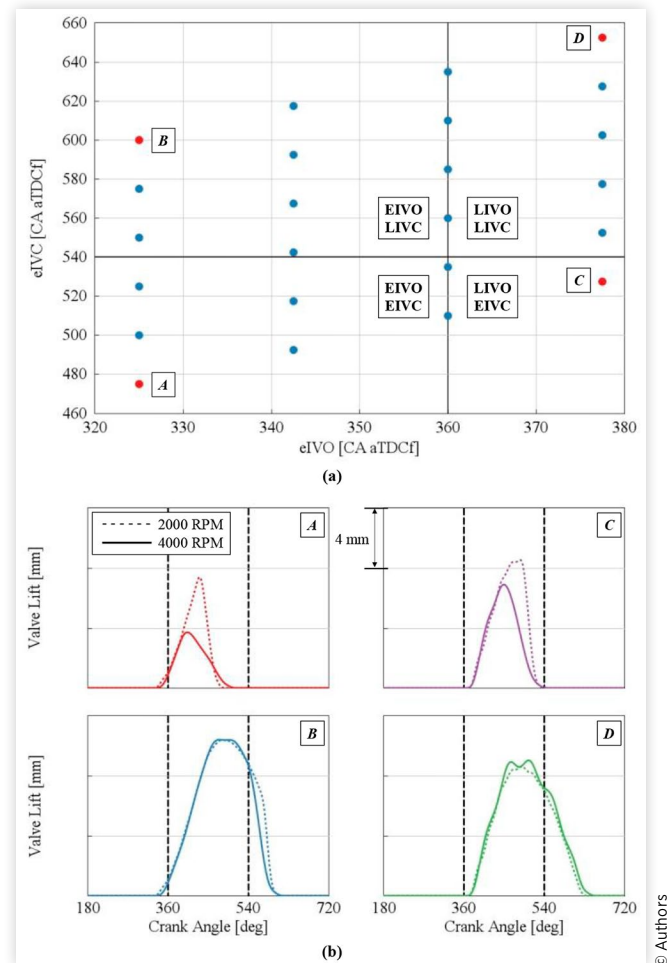 660
640
620
600
580
560
540
520
500
480
460
eIVC [CA aTDCf]
D
B
EIVO
LIVC
LIVO
LIVC
EIVO
EIVC
LIVO
EIVC
C
A
320
330
340
350
360
370
380
eIVO [CA aTDCf]
(a)
2000 RPM
4000 RPM
A
4 mm
C
Valve Lift [mm]
B
D
Valve Lift [mm]
180
360
540
720
180
360
540
720
Crank Angle [deg]
Crank Angle [deg]
(b)
© Authors